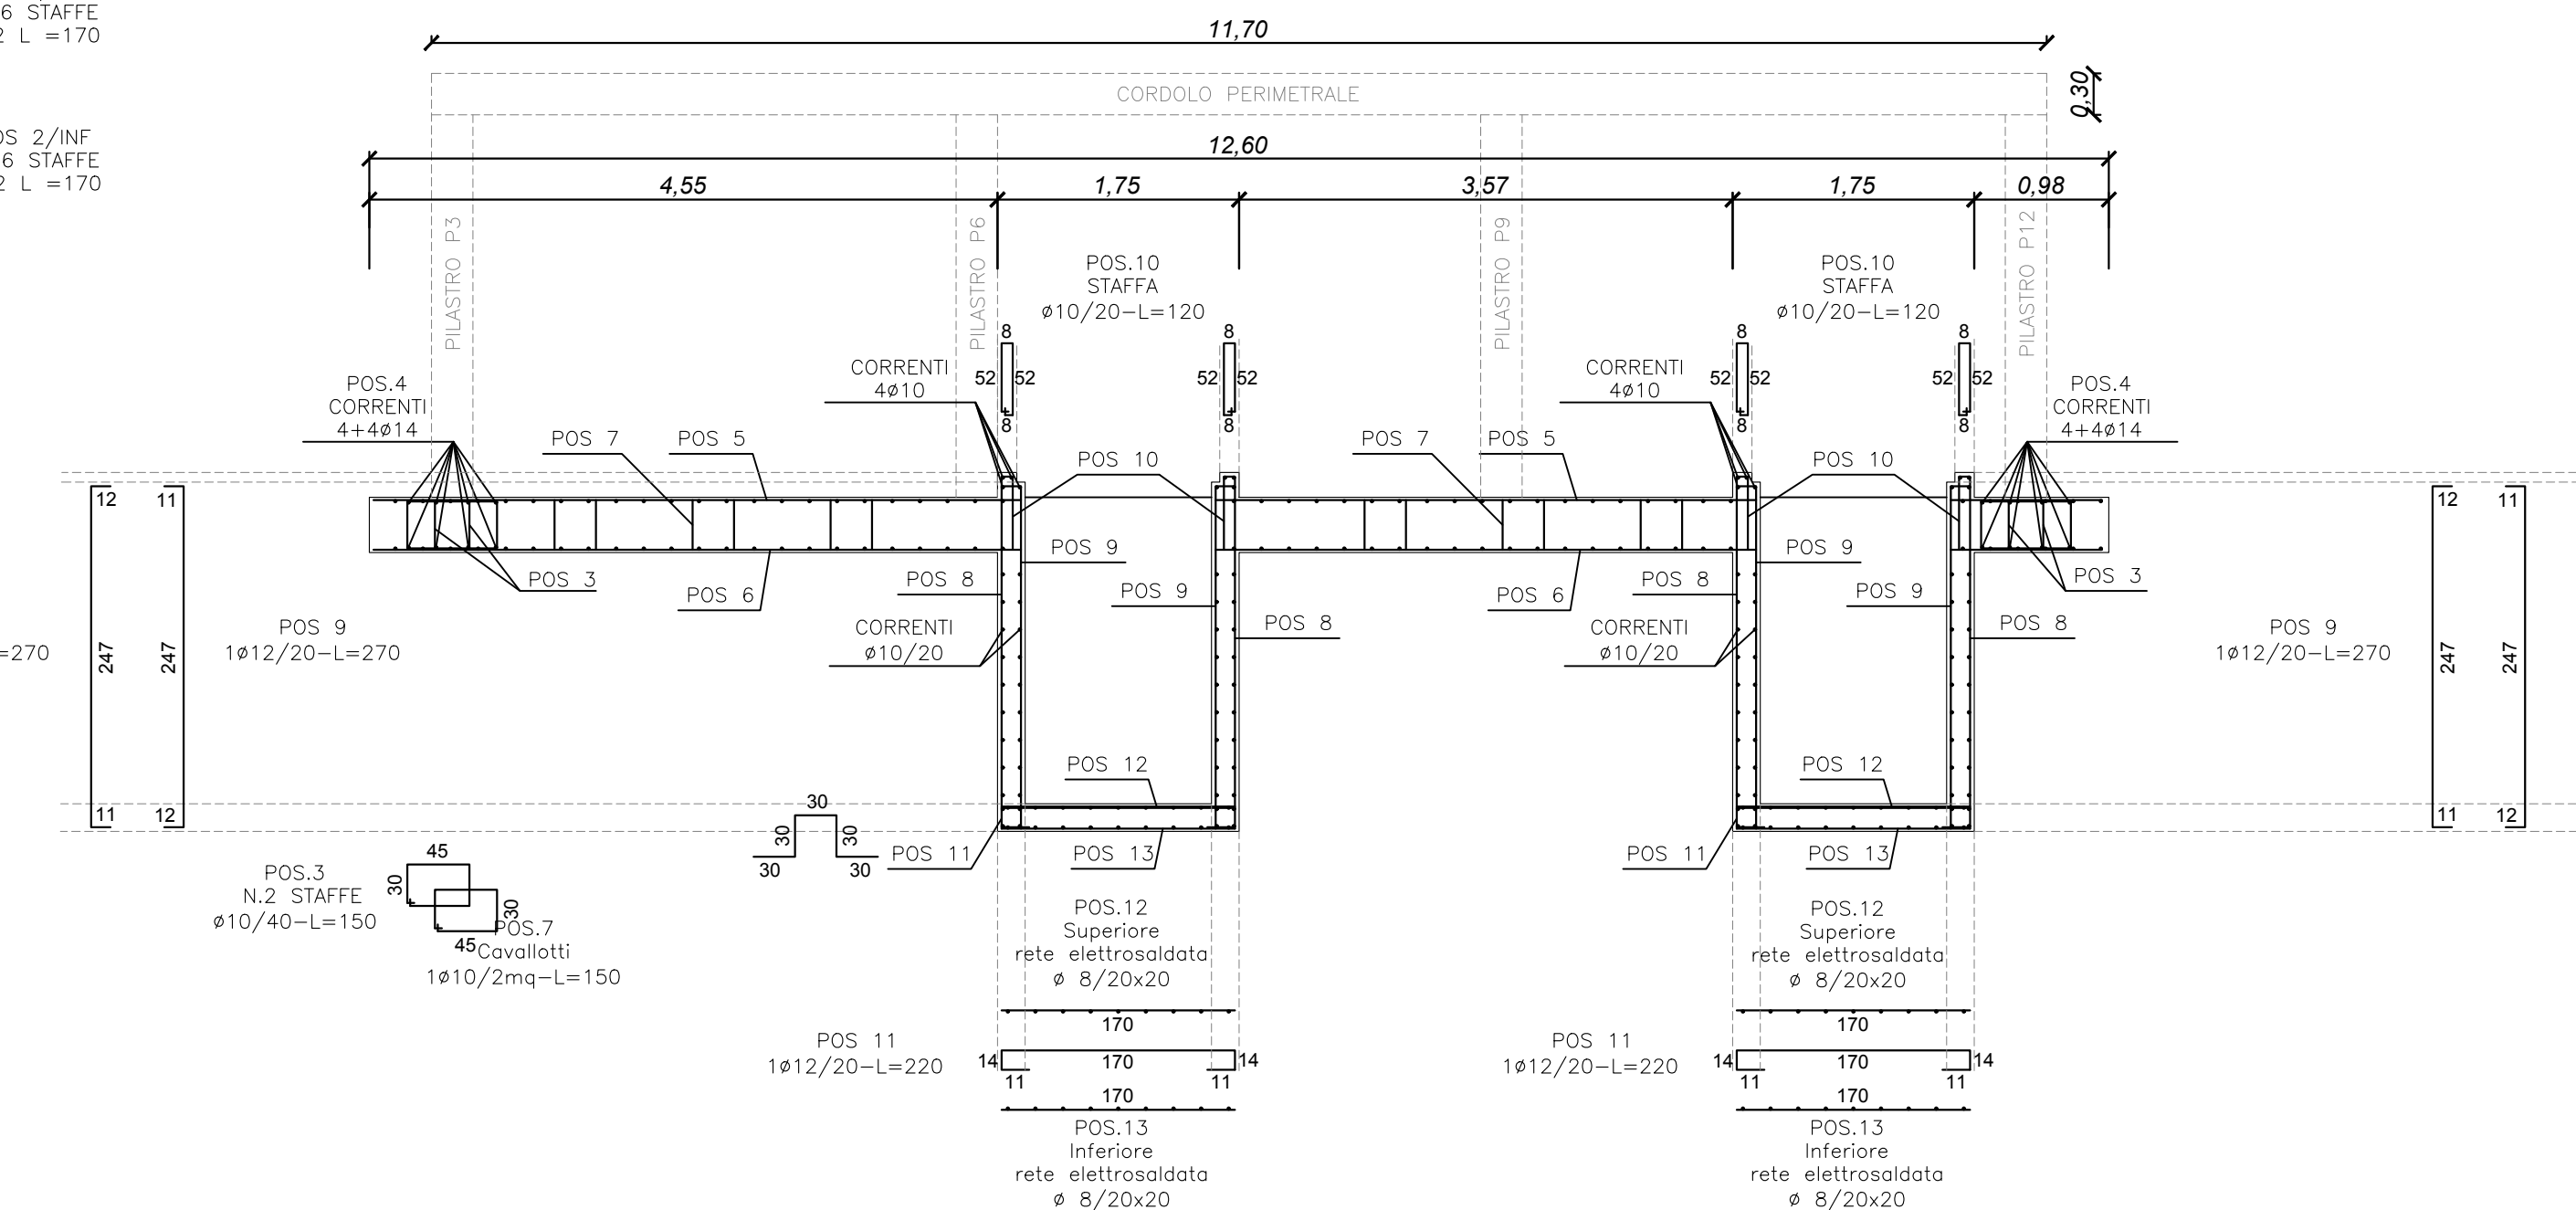 6 STAFFE
2 L =170
OS 2/INF
6 STAFFE
2 L =170
11,70
CORDOLO PERIMETRALE
0,30
12,60
4,55
1,75
3,57
1,75
0,98
PILASTRO P3
PILASTRO P6
PILASTRO P9
PILASTRO P12
POS.10
STAFFA
ø10/20-L=120
POS.10
STAFFA
ø10/20-L=120
8
52
52
8
8
52
52
8
8
52
52
8
8
52
52
8
POS.4
CORRENTI
4+4ø14
CORRENTI
4ø10
CORRENTI
4ø10
POS.4
CORRENTI
4+4ø14
POS 7
POS 5
POS 10
POS 7
POS 5
POS 10
12
11
12
11
POS 3
POS 6
POS 8
POS 9
POS 9
POS 8
POS 6
POS 8
POS 9
POS 9
POS 8
POS 3
=270
247
247
POS 9
1ø12/20-L=270
CORRENTI
ø10/20
CORRENTI
ø10/20
POS 9
1ø12/20-L=270
247
247
POS 12
POS 12
11
12
11
12
30
30
30
30
30
POS 11
POS 13
POS 11
POS 13
POS.3
N.2 STAFFE
ø10/40-L=150
45
30
30
45
POS.7
Cavallotti
1ø10/2mq-L=150
POS.12
Superiore
rete elettrosaldata
ø 8/20x20
POS.12
Superiore
rete elettrosaldata
ø 8/20x20
170
170
POS 11
1ø12/20-L=220
14
170
14
11
11
POS 11
1ø12/20-L=220
14
170
14
11
11
170
170
POS.13
Inferiore
rete elettrosaldata
ø 8/20x20
POS.13
Inferiore
rete elettrosaldata
ø 8/20x20